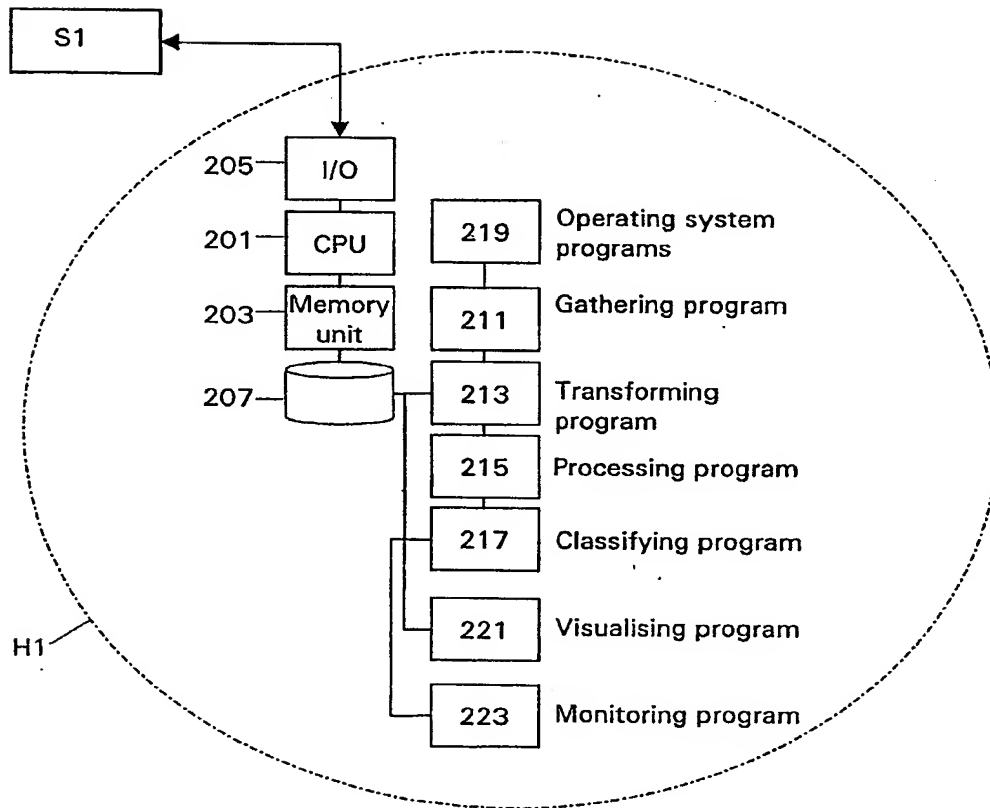 S1
205
I/O
201
CPU
203
Memory
unit
207
219
Operating system
programs
211
Gathering program
213
Transforming
program
215
Processing program
217
Classifying program
221
Visualising program
223
Monitoring program
H1